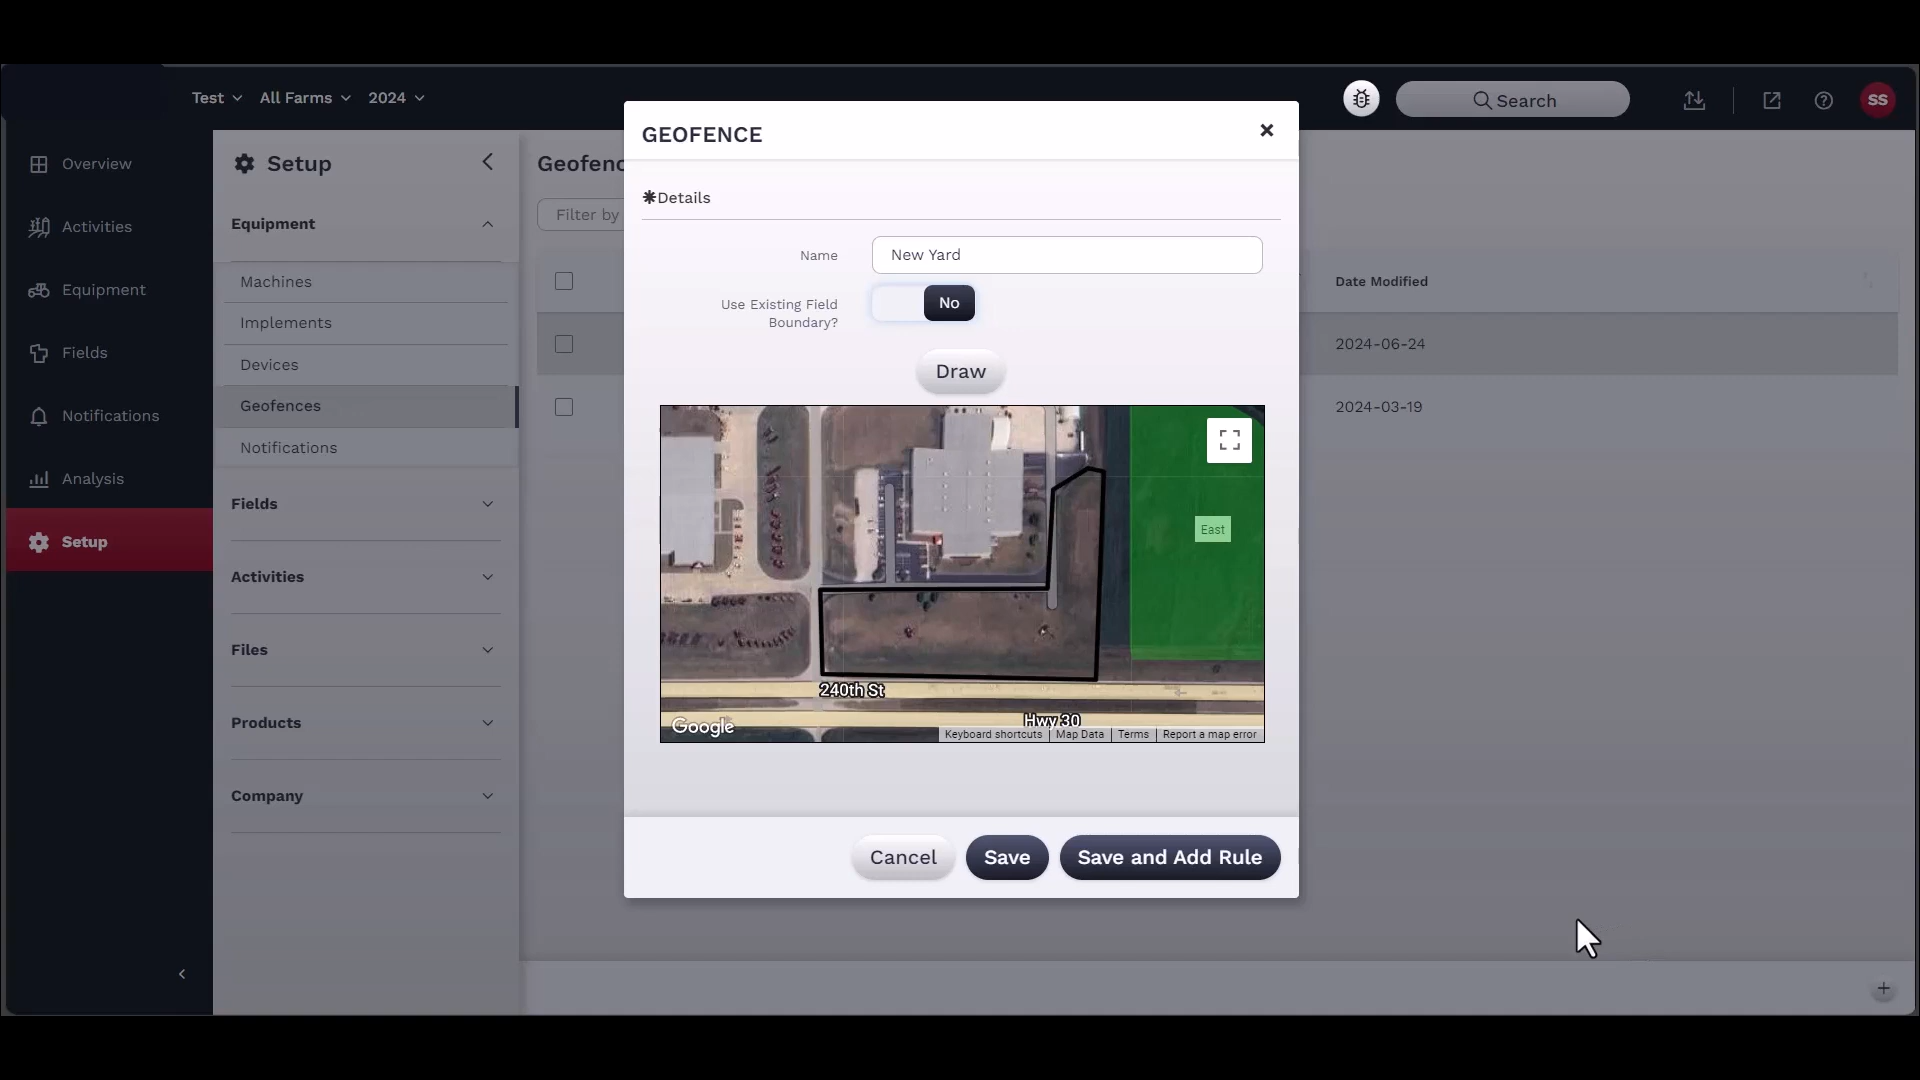 Test
All Farms
2024
Search
SS
Overview
Activities
Equipment
Fields
Notifications
Analysis
Setup
Setup
Equipment
Machines
Implements
Devices
Geofences
Notifications
Fields
Activities
Files
Products
Company
Geofenc
Filter by
Date Modified
2024-06-24
2024-03-19
GEOFENCE
✱Details
Name
New Yard
Use Existing Field
Boundary?
No
Draw
East
240th St
Hwy 30
Google
Keyboard shortcuts
Map Data
Terms
Report a map error
Cancel
Save
Save and Add Rule